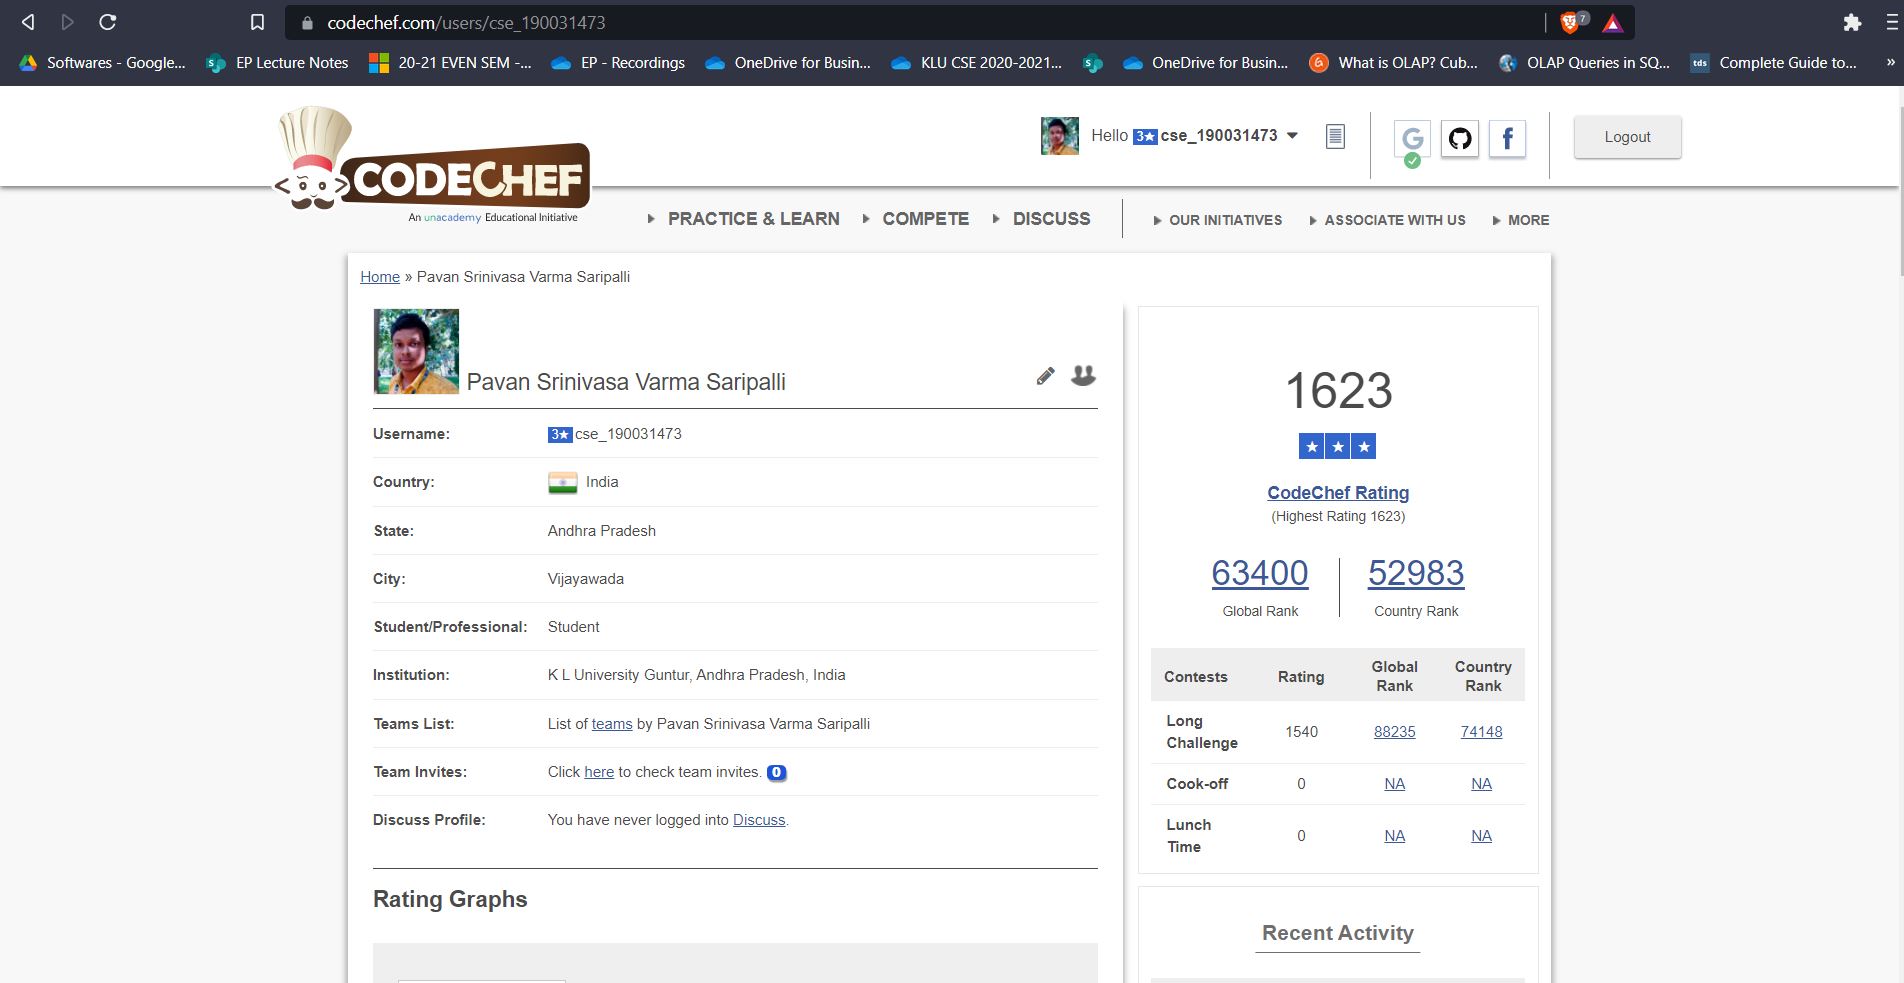 codechef.com/users/cse_190031473
7
Softwares - Google... EP Lecture Notes 20-21 EVEN SEM -... EP - Recordings OneDrive for Busin... KLU CSE 2020-2021... OneDrive for Busin... What is OLAP? Cub... OLAP Queries in SQ... tds Complete Guide to... »
CODECHEF
An unacademy Educational Initiative
Hello 3★ cse_190031473
G f
Logout
PRACTICE & LEARN COMPETE DISCUSS OUR INITIATIVES ASSOCIATE WITH US MORE
Home » Pavan Srinivasa Varma Saripalli
Pavan Srinivasa Varma Saripalli
Username: 3★ cse_190031473
Country: India
State: Andhra Pradesh
City: Vijayawada
Student/Professional: Student
Institution: K L University Guntur, Andhra Pradesh, India
Teams List: List of teams by Pavan Srinivasa Varma Saripalli
Team Invites: Click here to check team invites. 0
Discuss Profile: You have never logged into Discuss.
Rating Graphs
1623
★ ★ ★
CodeChef Rating
(Highest Rating 1623)
63400 52983
Global Rank Country Rank
Contests Rating Global Rank Country Rank
Long Challenge 1540 88235 74148
Cook-off 0 NA NA
Lunch Time 0 NA NA
Recent Activity